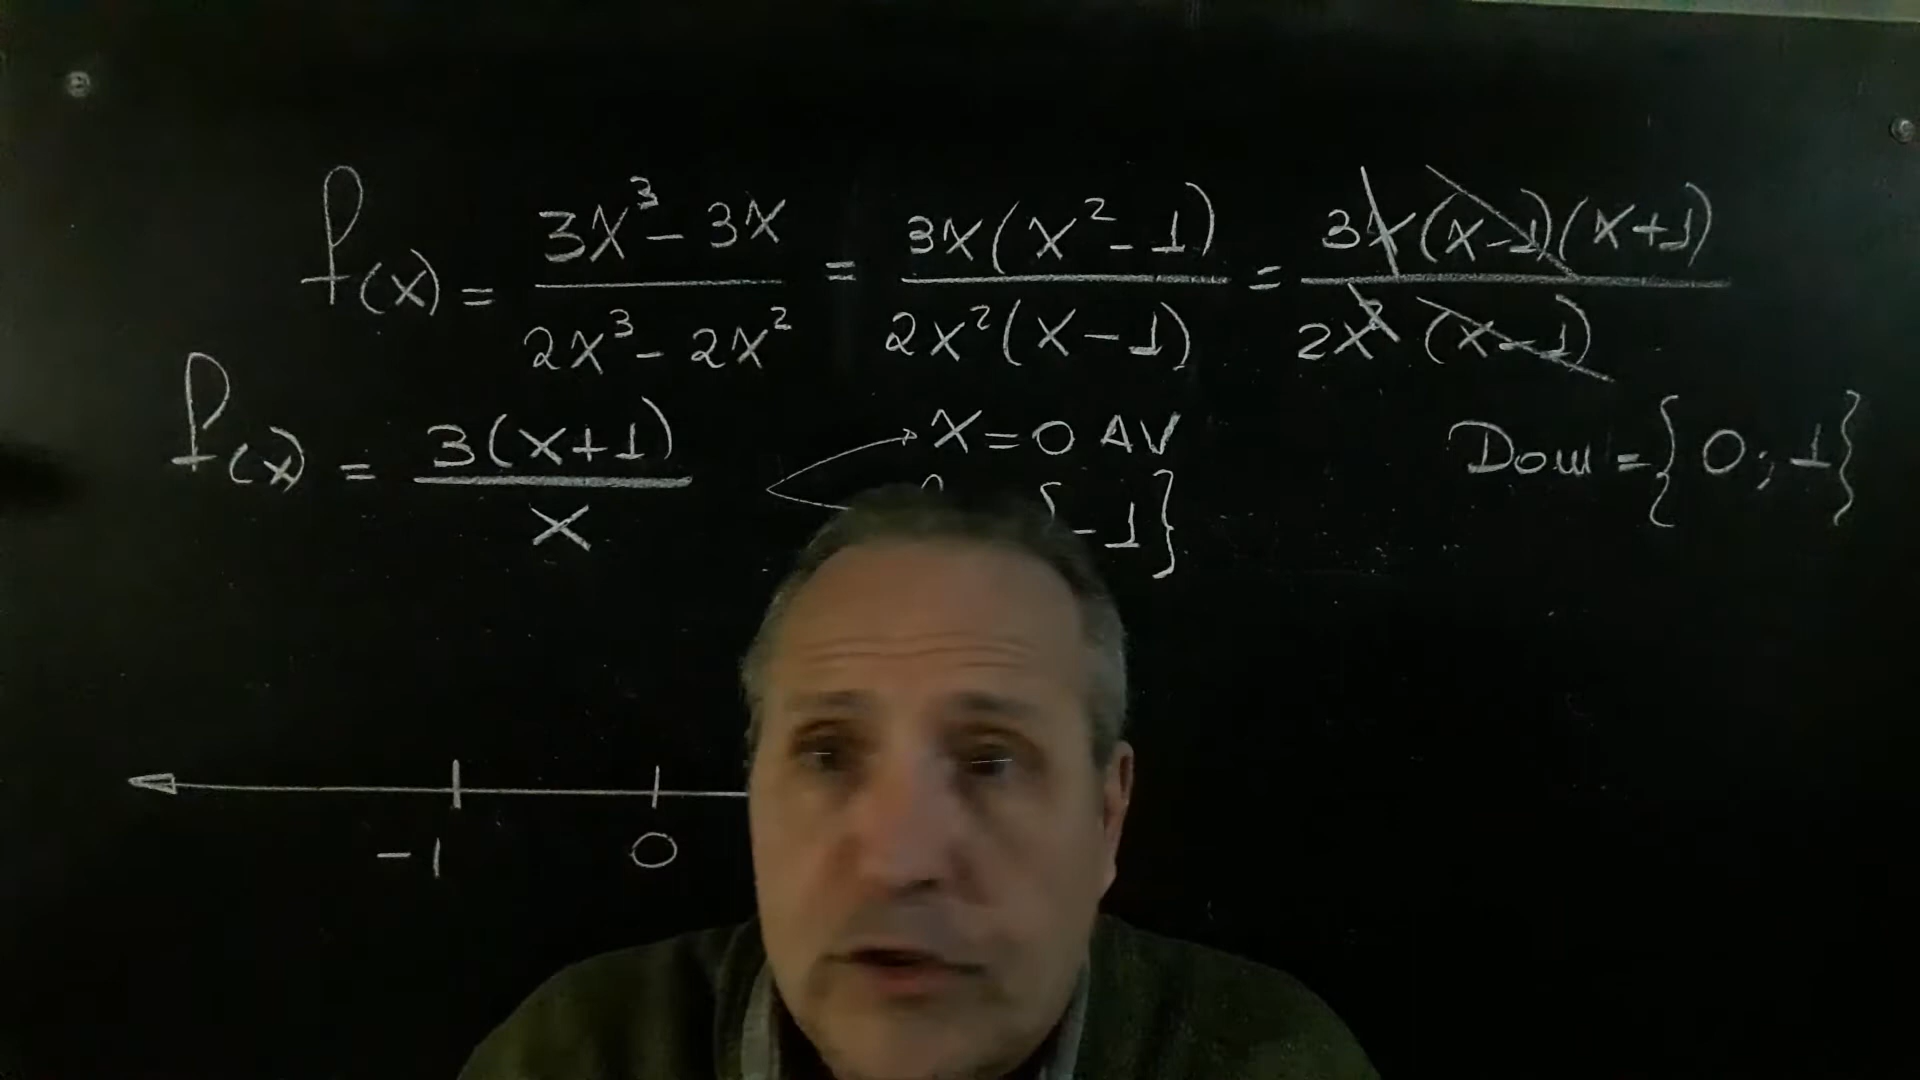 f(x) = (3x³ - 3x)/(2x³ - 2x²) = 3x(x² - 1)/(2x²(x - 1)) = 3x(x-1)(x+1)/(2x²(x-1))
f(x) = 3(x+1)/x
x = 0 AV
-1}
Dom = {0; 1}
-1 0